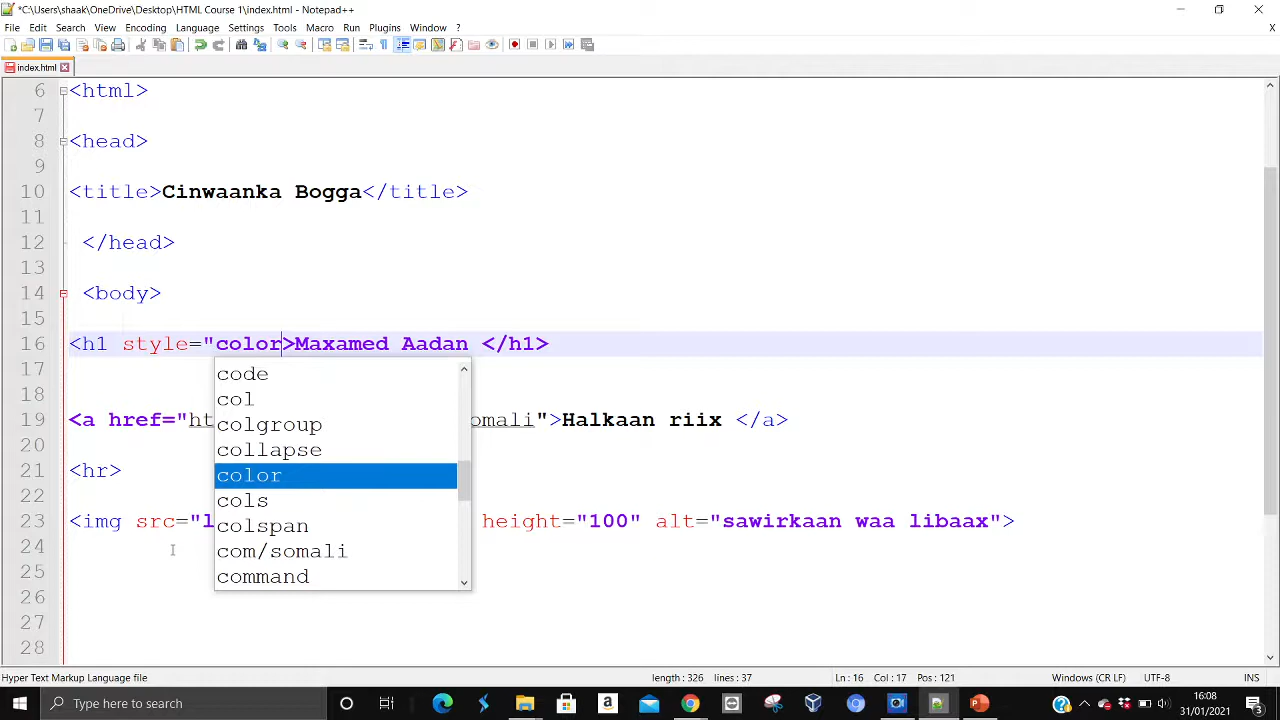 *C:\Users\shaak\OneDrive\Desktop\HTML Course 1\index.html - Notepad++
File Edit Search View Encoding Language Settings Tools Macro Run Plugins Window ?
X
index.html
6 <html>
7
8 <head>
9
10 <title>Cinwaanka Bogga</title>
11
12 </head>
13
14 <body>
15
16 <h1 style="color>Maxamed Aadan </h1>
17
18
19 <a href="ht omali">Halkaan riix </a>
20
21 <hr>
22
23 <img src="l height="100" alt="sawirkaan waa libaax">
24
25
26
27
28
code
col
colgroup
collapse
color
cols
colspan
com/somali
command
Hyper Text Markup Language file length : 326 lines : 37 Ln : 16 Col : 17 Pos : 121 Windows (CR LF) UTF-8 INS
Type here to search
16:08
31/01/2021